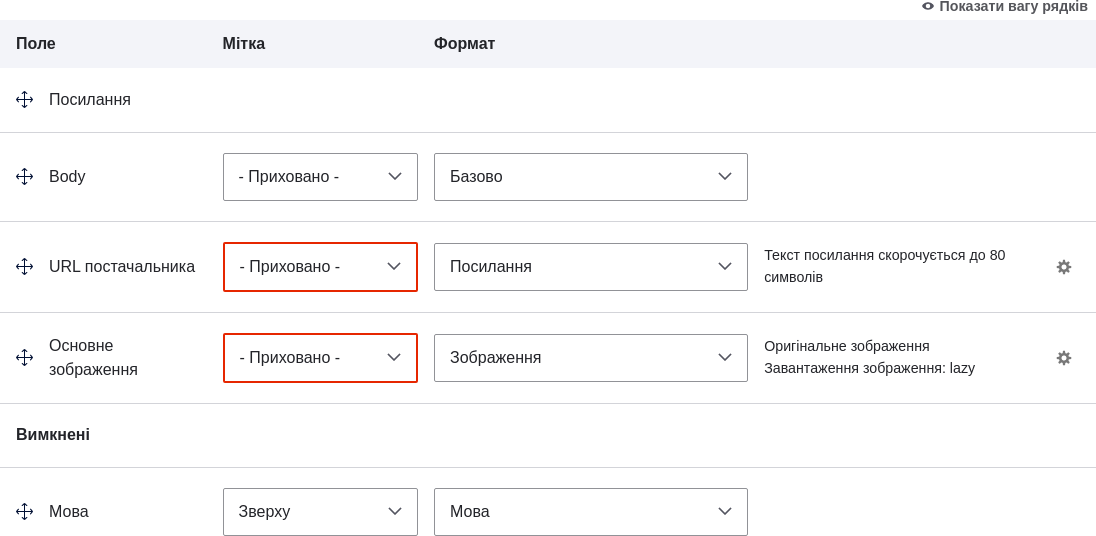 Показати вагу рядків
Поле Мітка Формат
Посилання
Body - Приховано - Базово
URL постачальника - Приховано - Посилання Текст посилання скорочується до 80
символів
Основне
зображення - Приховано - Зображення Оригінальне зображення
Завантаження зображення: lazy
Вимкнені
Мова Зверху Мова